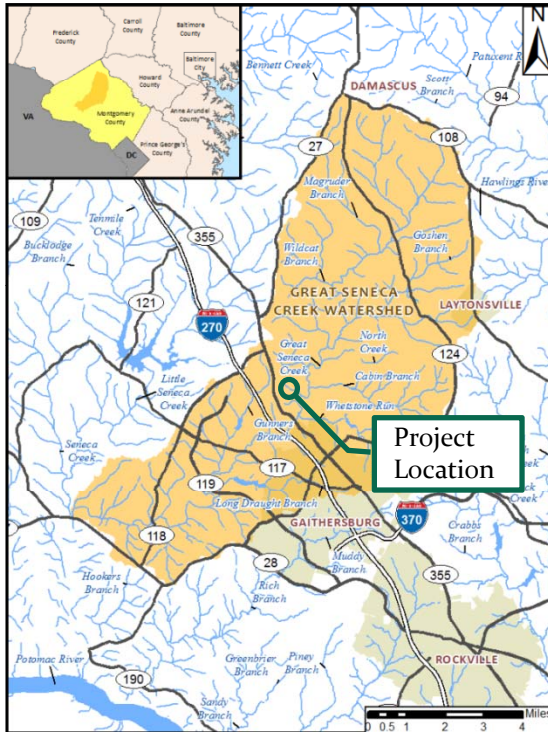 Frederick
County
Carroll
County
Baltimore
County
Baltimore
City
Howard
County
Montgomery
County
Anne Arundel
County
Prince George's
County
VA
DC
N
Bennett Creek
Patuxent R
DAMASCUS
Scott
Branch
94
27
108
Magruder
Branch
Hawlings River
109
Tenmile
Creek
355
Goshen
Branch
Bucklodge
Branch
Wildcat
Branch
121
GREAT SENECA
CREEK WATERSHED
LAYTONSVILLE
270
Great
Seneca
Creek
North
Creek
124
Little
Seneca
Creek
Cabin Branch
Whetstone Run
Gunners
Branch
Seneca
Creek
Project
Location
117
119
Long Draught Branch
GAITHERSBURG
370
Crabbs
Branch
118
28
Muddy
Branch
355
Hookers
Branch
Rich
Branch
ROCKVILLE
Potomac River
Greenbrier
Branch
Piney
Branch
190
Sandy
Branch
Miles
0 0.5 1 2 3 4